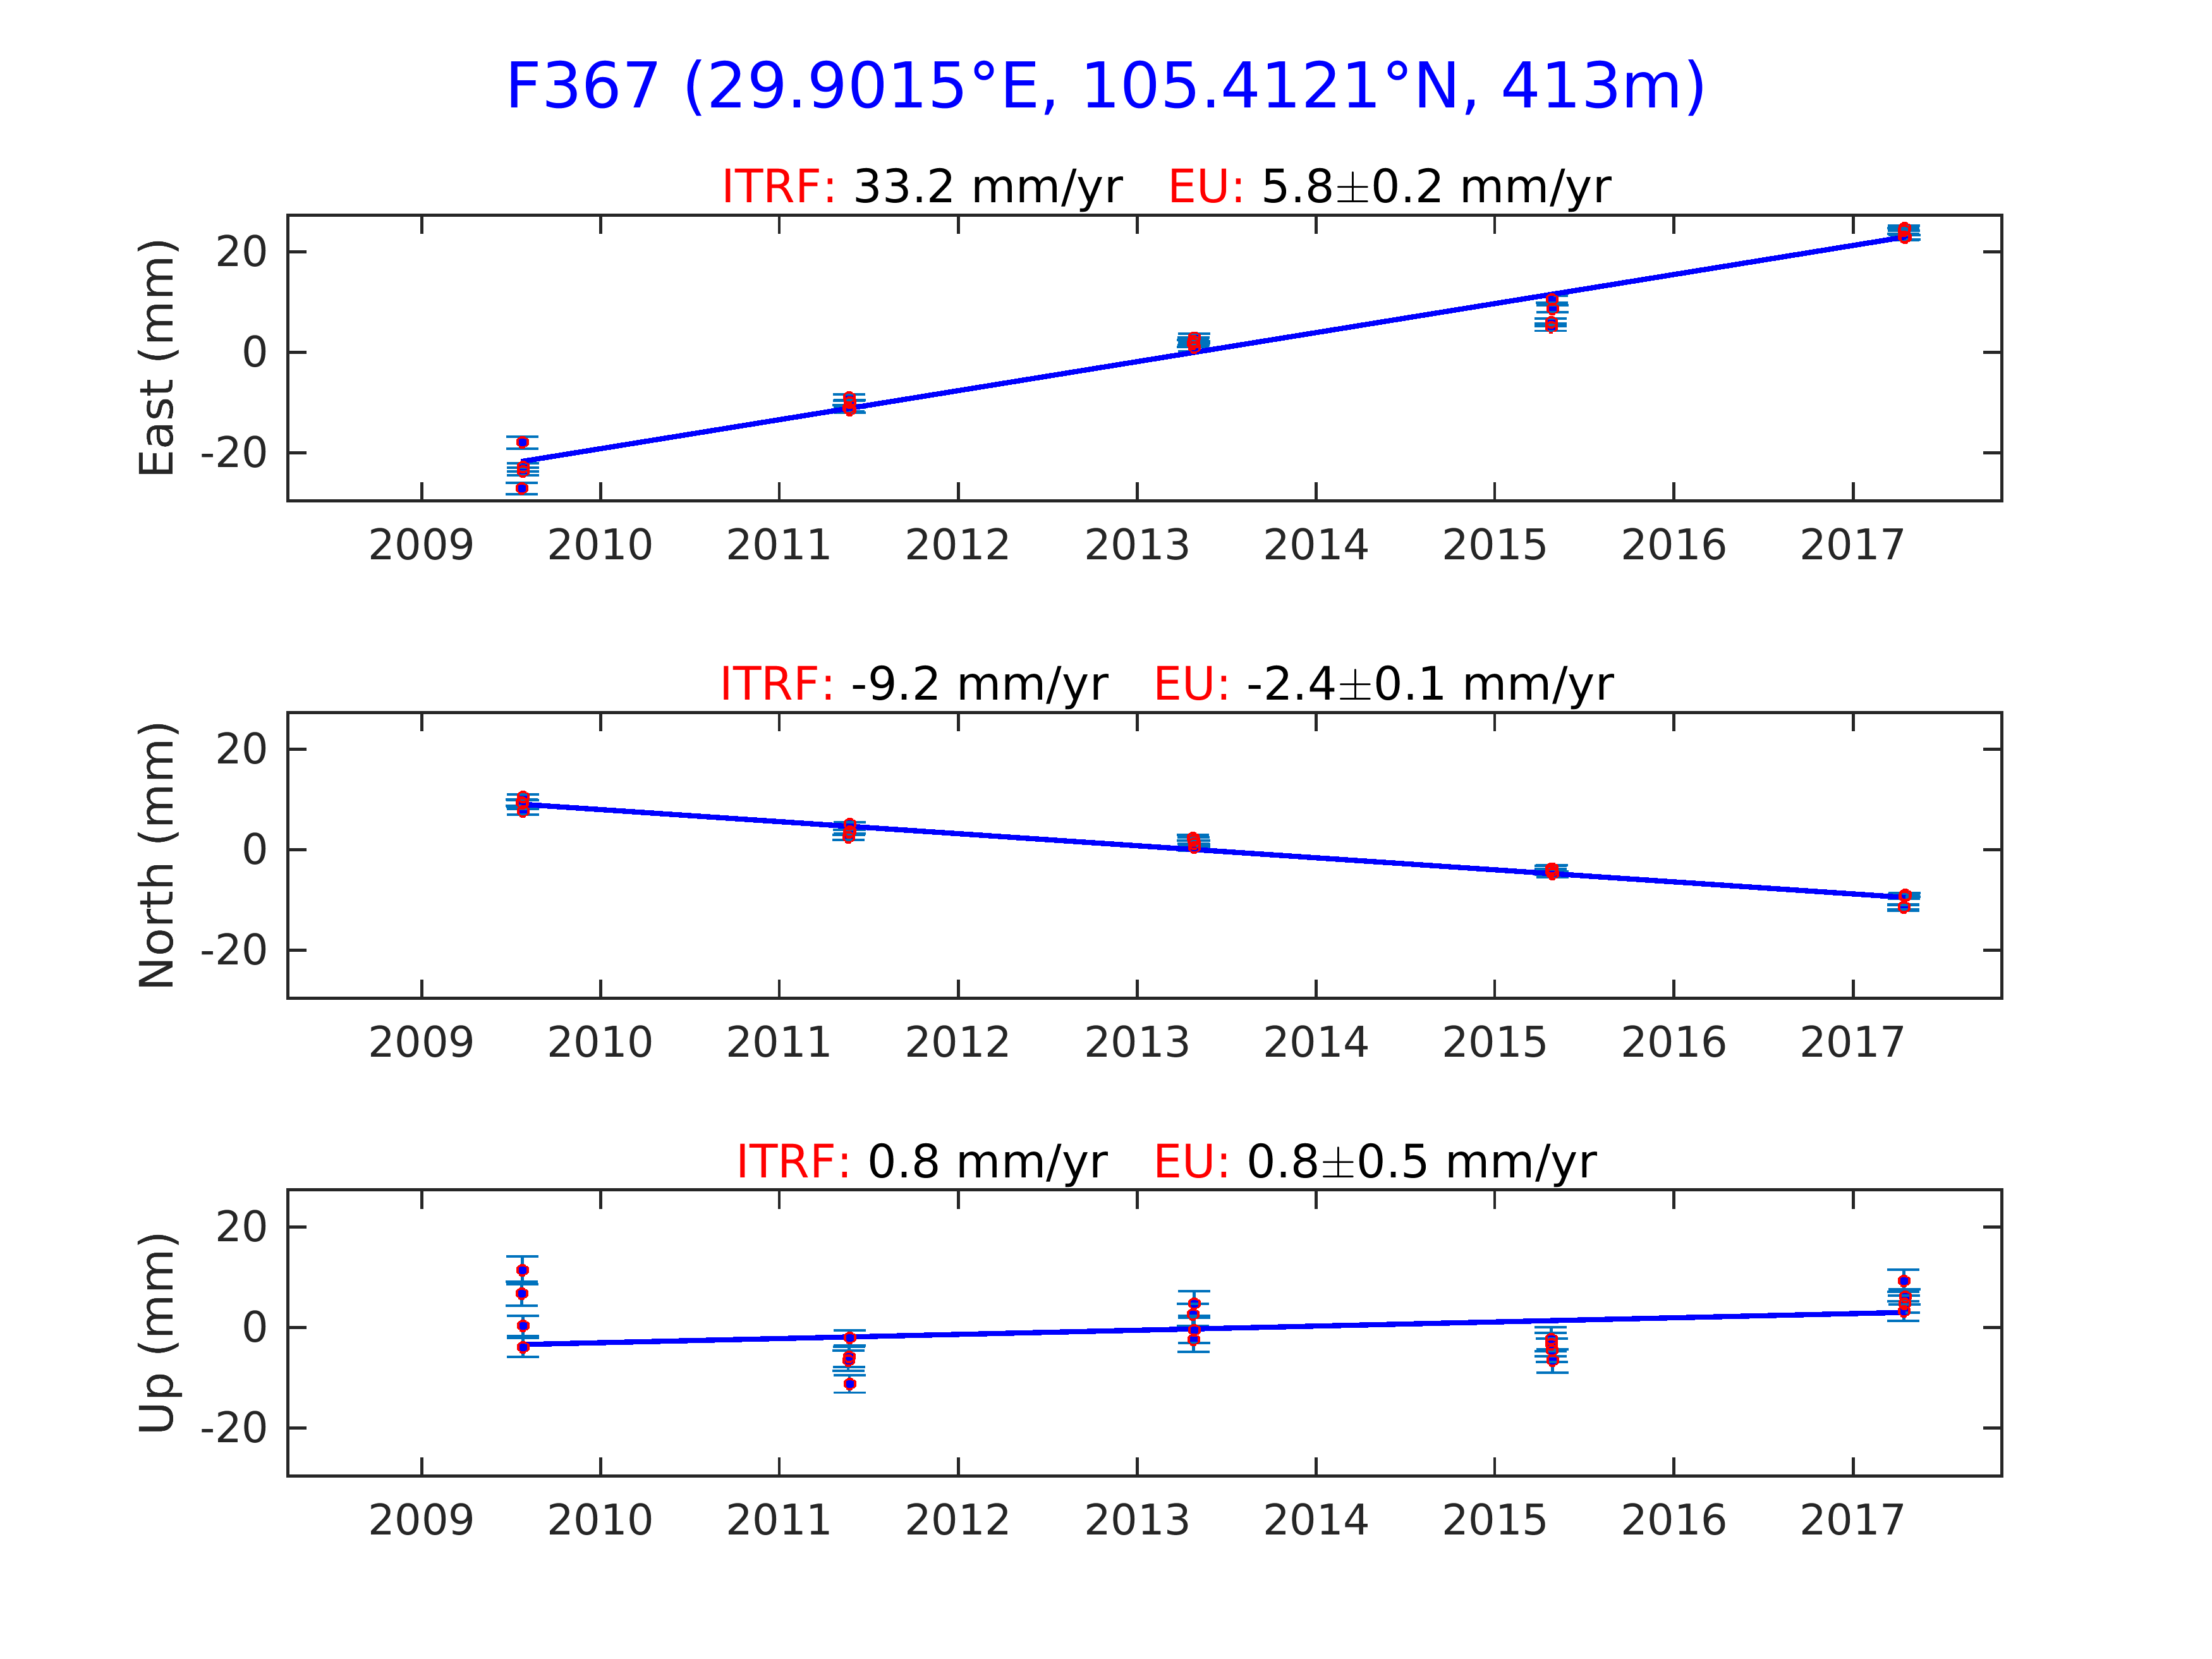 F367 (29.9015°E, 105.4121°N, 413m)
ITRF: 33.2 mm/yr EU: 5.8±0.2 mm/yr
East (mm)
20
0
-20
2009 2010 2011 2012 2013 2014 2015 2016 2017
ITRF: -9.2 mm/yr EU: -2.4±0.1 mm/yr
North (mm)
20
0
-20
2009 2010 2011 2012 2013 2014 2015 2016 2017
ITRF: 0.8 mm/yr EU: 0.8±0.5 mm/yr
Up (mm)
20
0
-20
2009 2010 2011 2012 2013 2014 2015 2016 2017